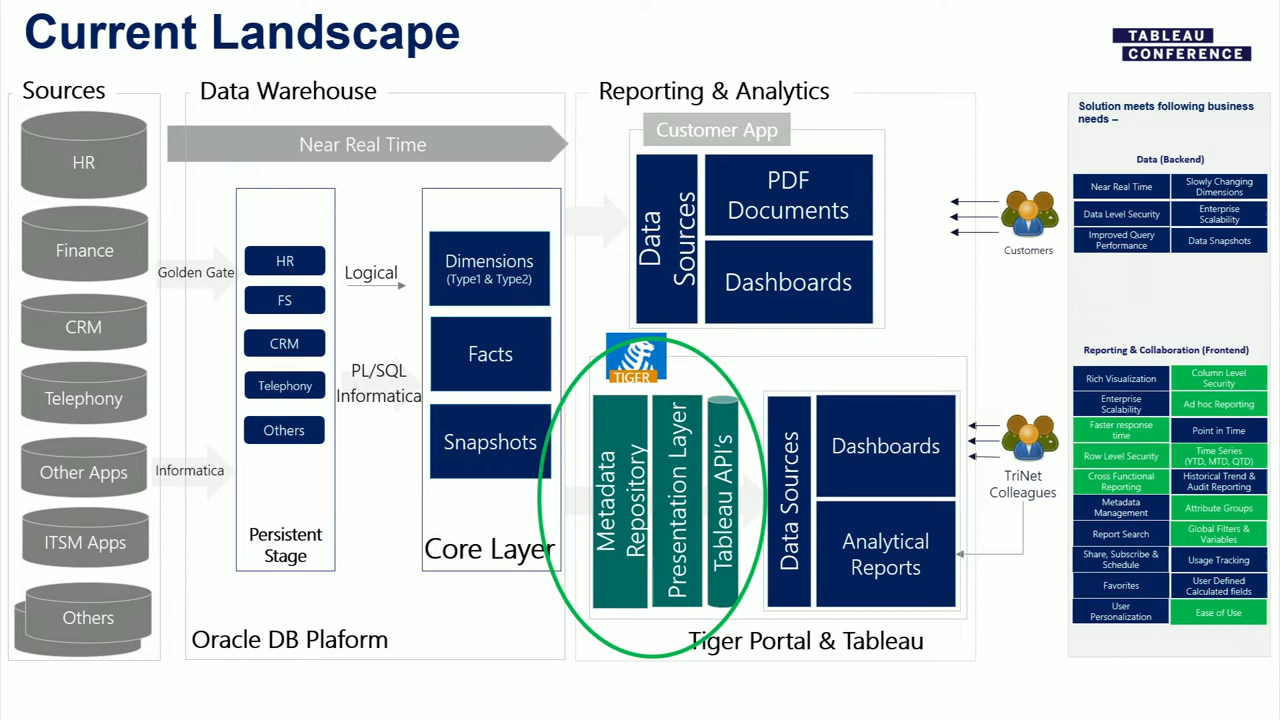 Current Landscape
TABLEAU
CONFERENCE
Sources
HR
Finance
CRM
Telephony
Other Apps
ITSM Apps
Others
Golden Gate
Informatica
Data Warehouse
Near Real Time
HR
FS
CRM
Telephony
Others
Persistent
Stage
Logical
PL/SQL
Informatica
Dimensions
(Type1 & Type2)
Facts
Snapshots
Core Layer
Oracle DB Plaform
Reporting & Analytics
Customer App
Data
Sources
PDF
Documents
Dashboards
Customers
TIGER
Metadata
Repository
Presentation Layer
Tableau API's
Data Sources
Dashboards
Analytical
Reports
TriNet
Colleagues
Tiger Portal & Tableau
Solution meets following business
needs –
Data (Backend)
Near Real Time
Slowly Changing
Dimensions
Data Level Security
Enterprise
Scalability
Improved Query
Performance
Data Snapshots
Reporting & Collaboration (Frontend)
Rich Visualization
Column Level
Security
Enterprise
Scalability
Ad hoc Reporting
Faster response
time
Point in Time
Row Level Security
Time Series
(YTD, MTD, QTD)
Cross Functional
Reporting
Historical Trend &
Audit Reporting
Metadata
Management
Attribute Groups
Report Search
Global Filters &
Variables
Share, Subscribe &
Schedule
Usage Tracking
Favorites
User Defined
Calculated fields
User
Personalization
Ease of Use